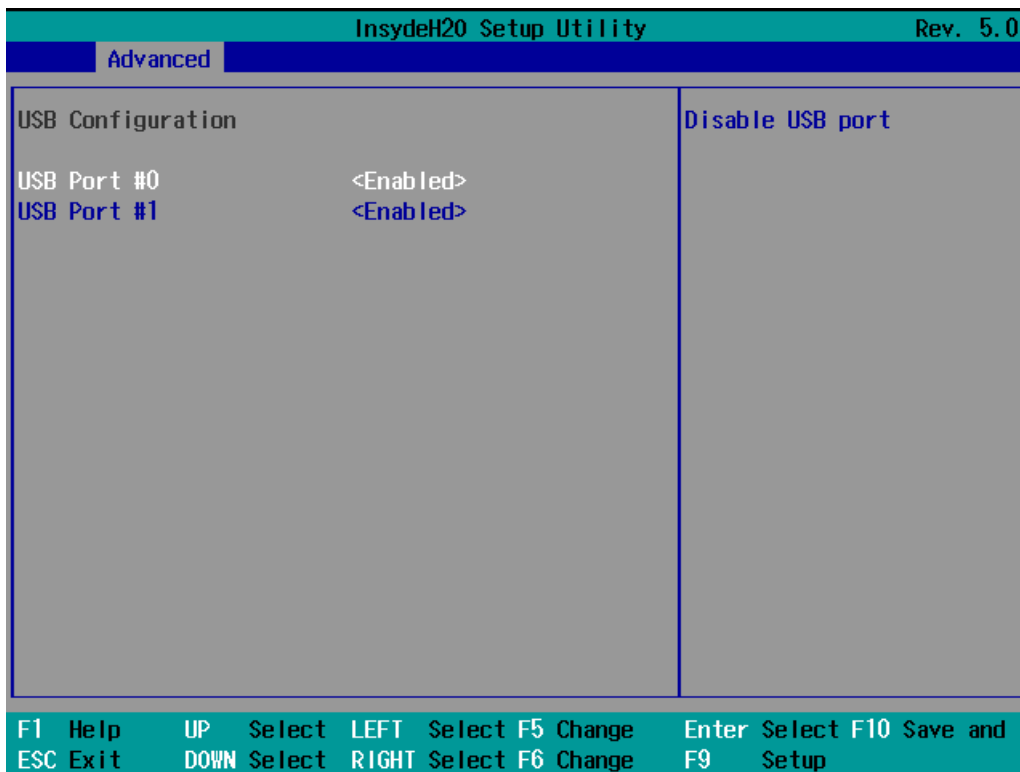 InsydeH20 Setup Utility Rev. 5.0
Advanced
USB Configuration
Disable USB port
USB Port #0 <Enabled>
USB Port #1 <Enabled>
F1 Help UP Select LEFT Select F5 Change Enter Select F10 Save and
ESC Exit DOWN Select RIGHT Select F6 Change F9 Setup